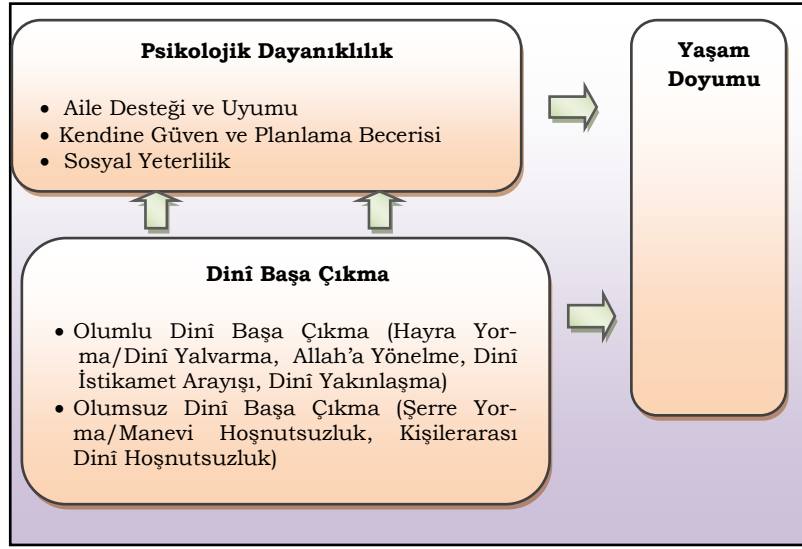 Psikolojik Dayanıklılık
• Aile Desteği ve Uyumu
• Kendine Güven ve Planlama Becerisi
• Sosyal Yeterlilik
Yaşam
Doyumu
Dinî Başa Çıkma
• Olumlu Dinî Başa Çıkma (Hayra Yor-
ma/Dinî Yalvarma, Allah’a Yönelme, Dinî
İstikamet Arayışı, Dinî Yakınlaşma)
• Olumsuz Dinî Başa Çıkma (Şerre Yor-
ma/Manevi Hoşnutsuzluk, Kişilerarası
Dinî Hoşnutsuzluk)